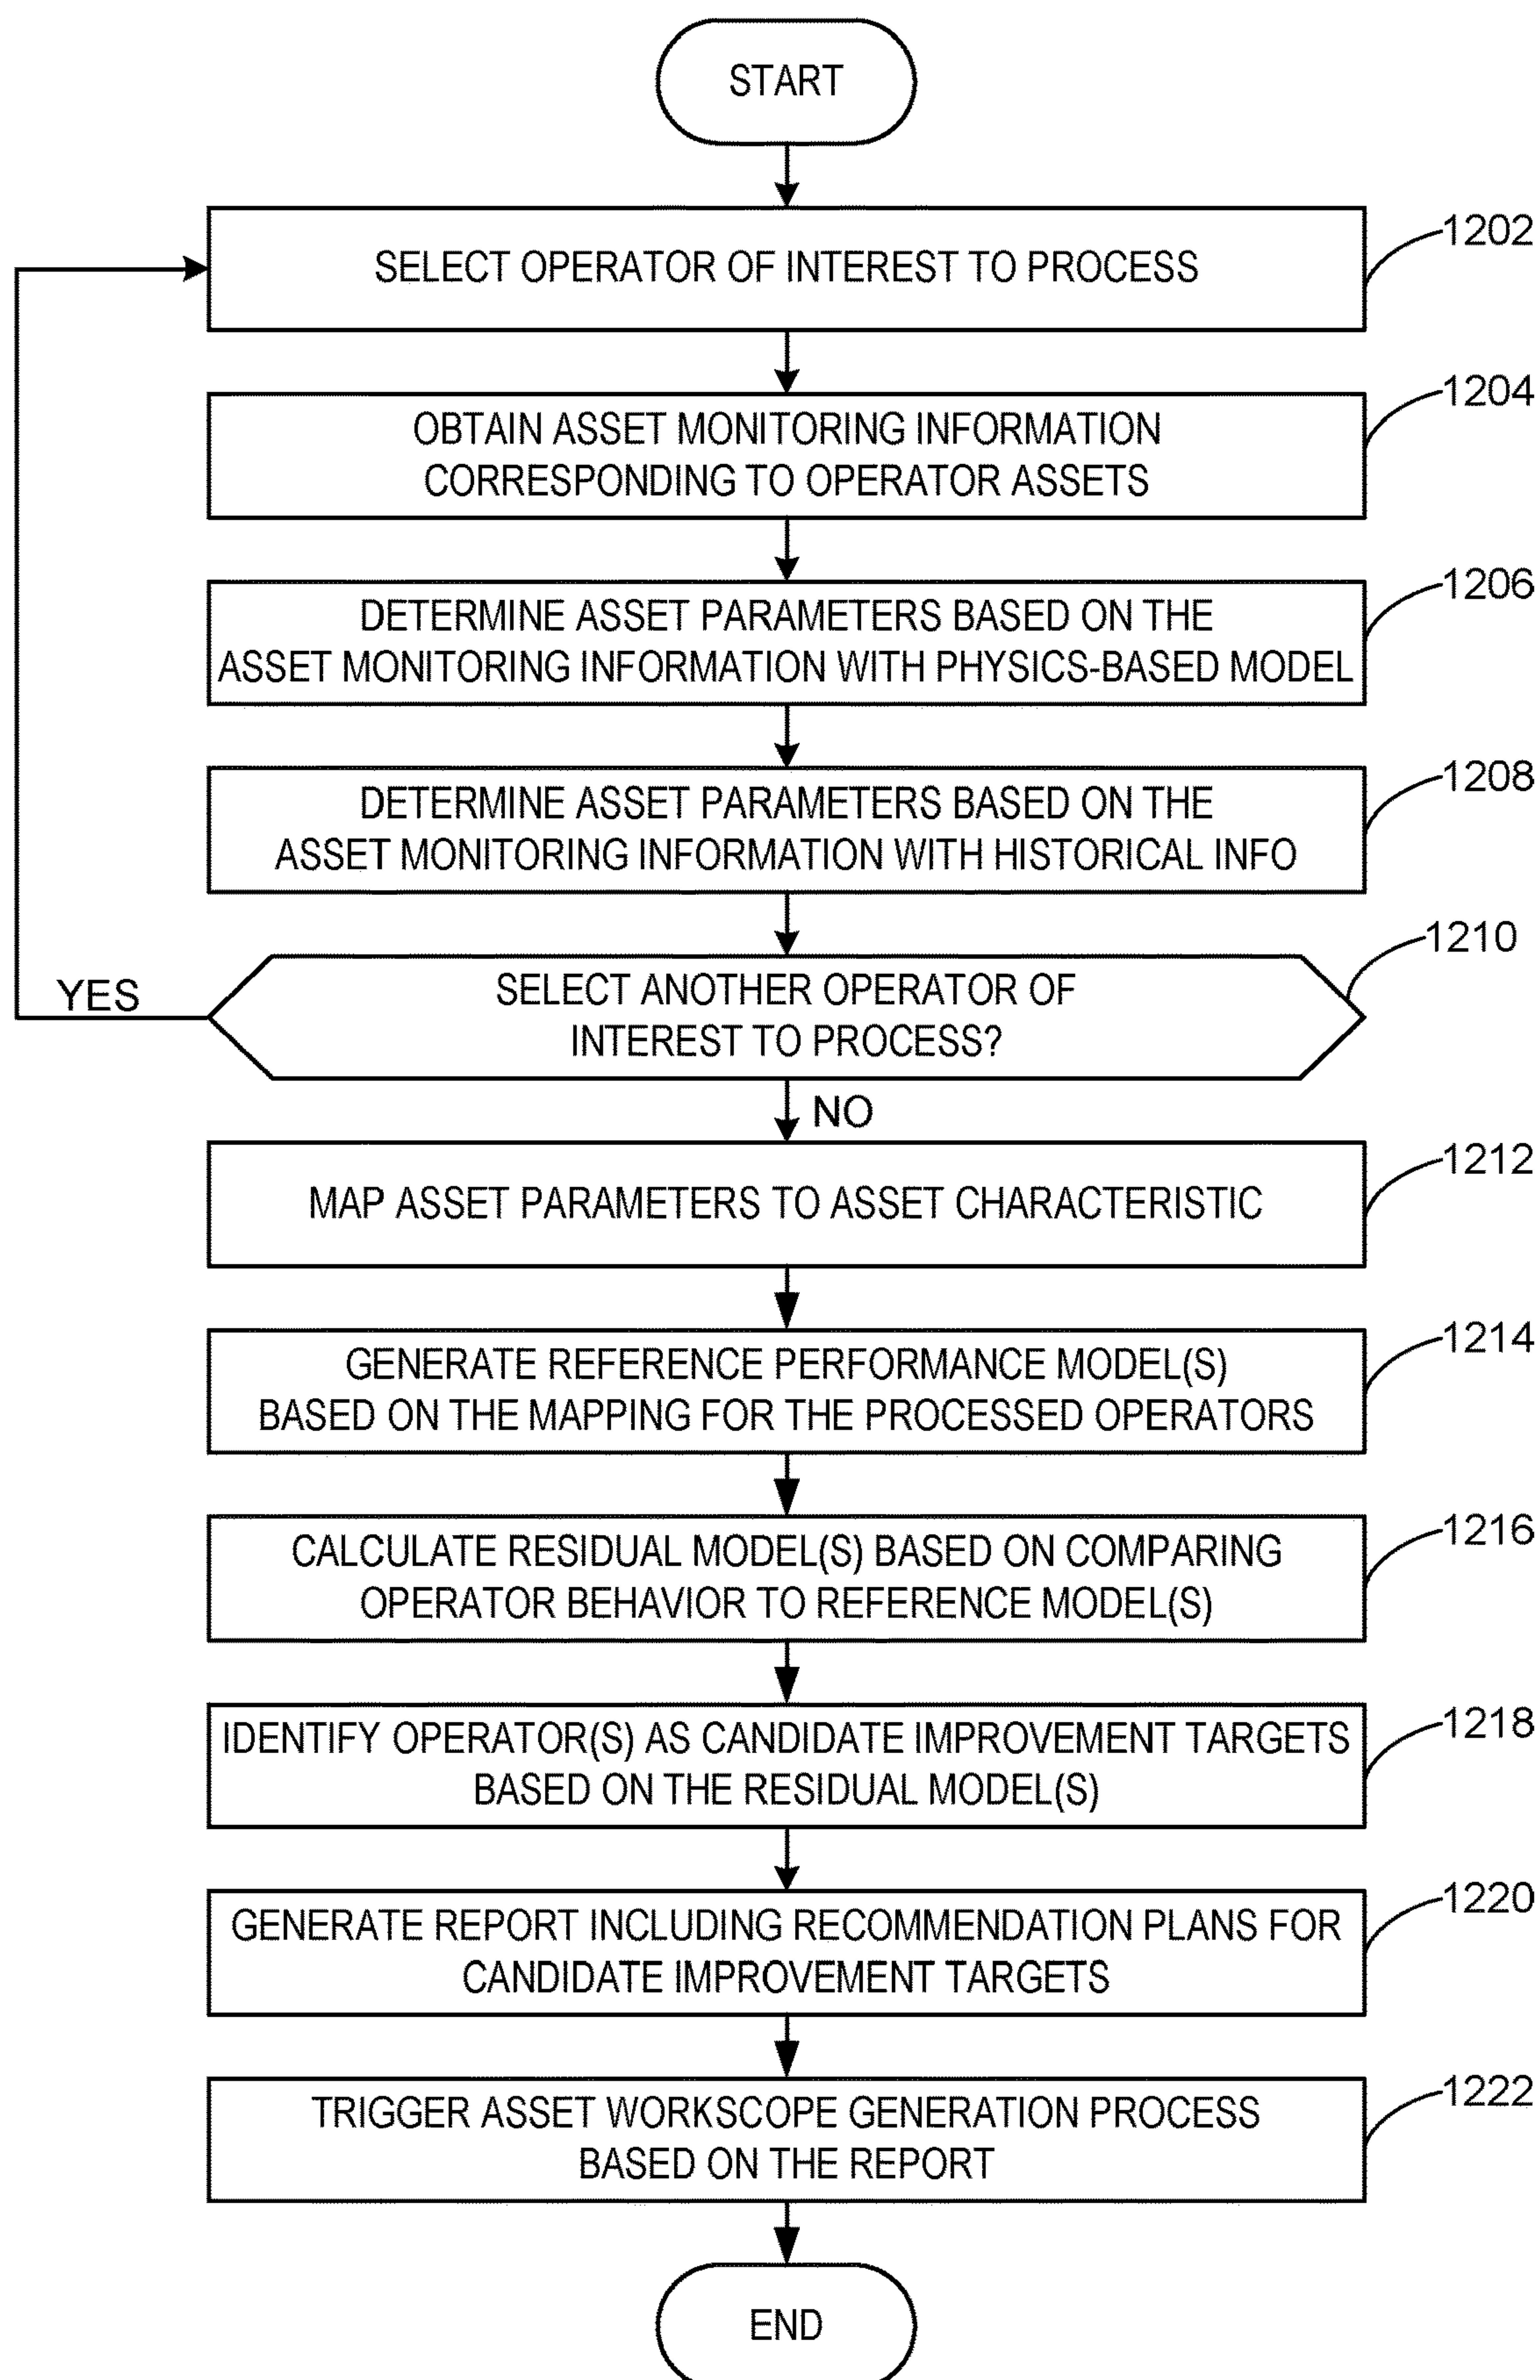 START
SELECT OPERATOR OF INTEREST TO PROCESS
1202
OBTAIN ASSET MONITORING INFORMATION
CORRESPONDING TO OPERATOR ASSETS
1204
DETERMINE ASSET PARAMETERS BASED ON THE
ASSET MONITORING INFORMATION WITH PHYSICS-BASED MODEL
1206
DETERMINE ASSET PARAMETERS BASED ON THE
ASSET MONITORING INFORMATION WITH HISTORICAL INFO
1208
SELECT ANOTHER OPERATOR OF
INTEREST TO PROCESS?
1210
YES
NO
MAP ASSET PARAMETERS TO ASSET CHARACTERISTIC
1212
GENERATE REFERENCE PERFORMANCE MODEL(S)
BASED ON THE MAPPING FOR THE PROCESSED OPERATORS
1214
CALCULATE RESIDUAL MODEL(S) BASED ON COMPARING
OPERATOR BEHAVIOR TO REFERENCE MODEL(S)
1216
IDENTIFY OPERATOR(S) AS CANDIDATE IMPROVEMENT TARGETS
BASED ON THE RESIDUAL MODEL(S)
1218
GENERATE REPORT INCLUDING RECOMMENDATION PLANS FOR
CANDIDATE IMPROVEMENT TARGETS
1220
TRIGGER ASSET WORKSCOPE GENERATION PROCESS
BASED ON THE REPORT
1222
END